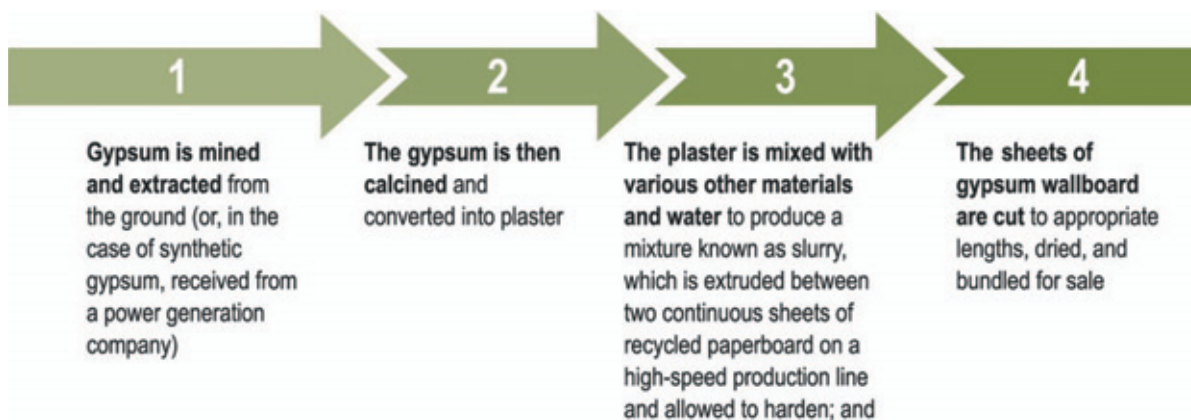 1
Gypsum is mined
and extracted from
the ground (or, in the
case of synthetic
gypsum, received from
a power generation
company)
2
The gypsum is then
calcined and
converted into plaster
3
The plaster is mixed with
various other materials
and water to produce a
mixture known as slurry,
which is extruded between
two continuous sheets of
recycled paperboard on a
high-speed production line
and allowed to harden; and
4
The sheets of
gypsum wallboard
are cut to appropriate
lengths, dried, and
bundled for sale